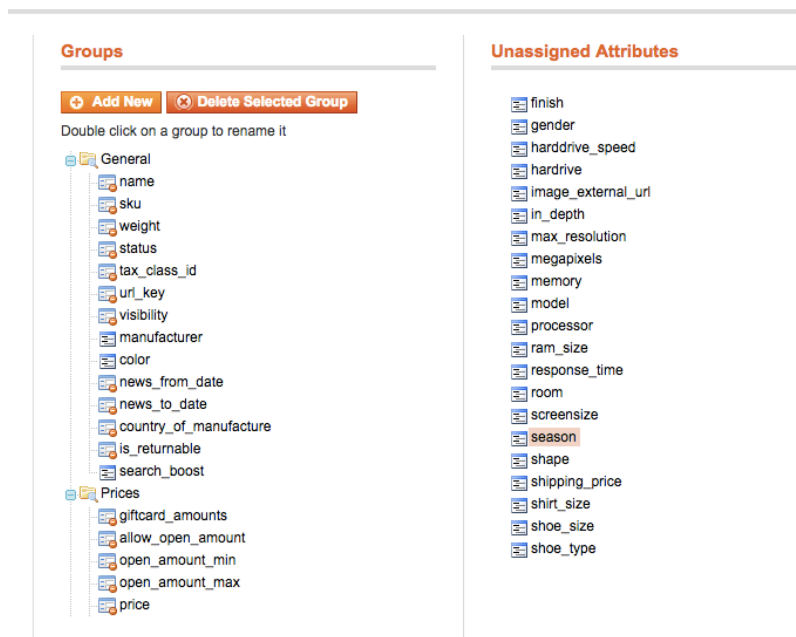 Groups
Add New
Delete Selected Group
Double click on a group to rename it
General
name
sku
weight
status
tax_class_id
url_key
visibility
manufacturer
color
news_from_date
news_to_date
country_of_manufacture
is_returnable
search_boost
Prices
giftcard_amounts
allow_open_amount
open_amount_min
open_amount_max
price
Unassigned Attributes
finish
gender
harddrive_speed
hardrive
image_external_url
in_depth
max_resolution
megapixels
memory
model
processor
ram_size
response_time
room
screensize
season
shape
shipping_price
shirt_size
shoe_size
shoe_type